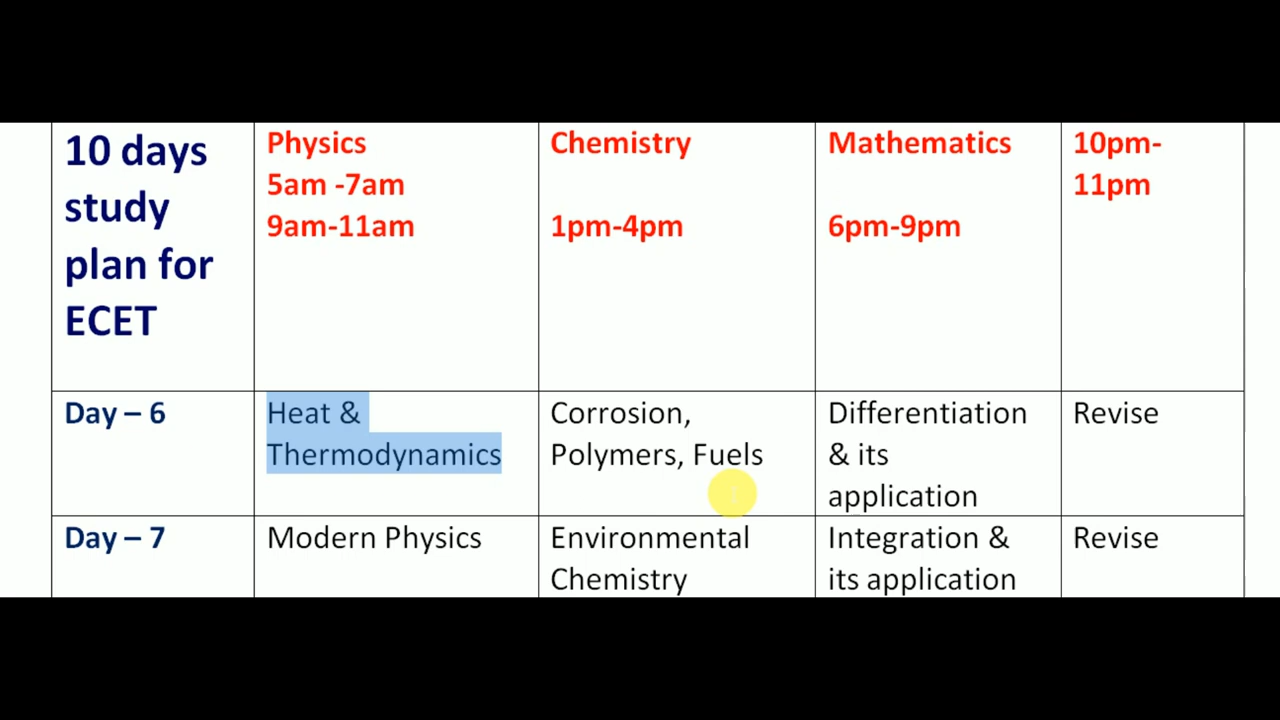 10 days
study
plan for
ECET
Physics
5am -7am
9am-11am
Chemistry
1pm-4pm
Mathematics
6pm-9pm
10pm-
11pm
Day – 6
Heat &
Thermodynamics
Corrosion,
Polymers, Fuels
Differentiation
& its
application
Revise
Day – 7
Modern Physics
Environmental
Chemistry
Integration &
its application
Revise